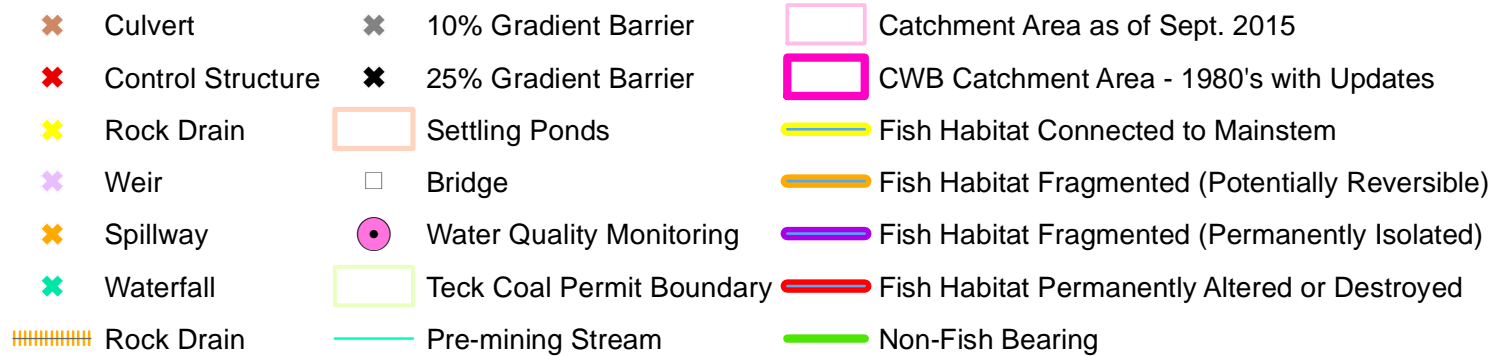 Culvert
Control Structure
Rock Drain
Weir
Spillway
Waterfall
Rock Drain
10% Gradient Barrier
25% Gradient Barrier
Settling Ponds
Bridge
Water Quality Monitoring
Teck Coal Permit Boundary
Pre-mining Stream
Catchment Area as of Sept. 2015
CWB Catchment Area - 1980's with Updates
Fish Habitat Connected to Mainstem
Fish Habitat Fragmented (Potentially Reversible)
Fish Habitat Fragmented (Permanently Isolated)
Fish Habitat Permanently Altered or Destroyed
Non-Fish Bearing